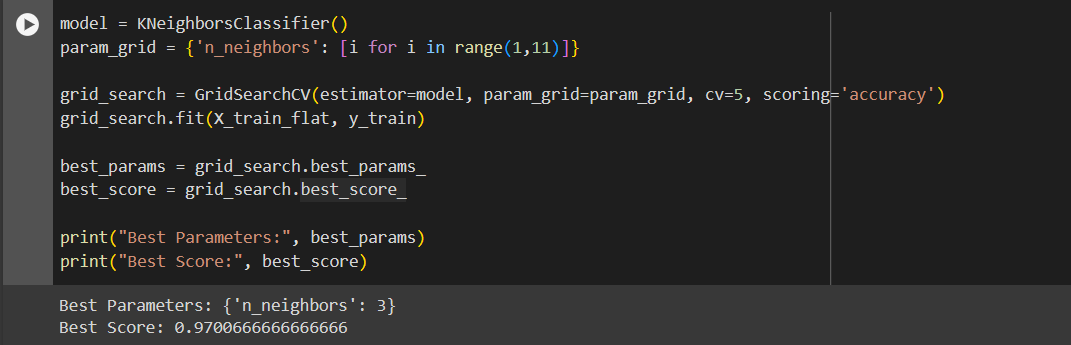 model = KNeighborsClassifier()
param_grid = {'n_neighbors': [i for i in range(1,11)]}
grid_search = GridSearchCV(estimator=model, param_grid=param_grid, cv=5, scoring='accuracy')
grid_search.fit(X_train_flat, y_train)
best_params = grid_search.best_params_
best_score = grid_search.best_score_
print("Best Parameters:", best_params)
print("Best Score:", best_score)
Best Parameters: {'n_neighbors': 3}
Best Score: 0.9700666666666666